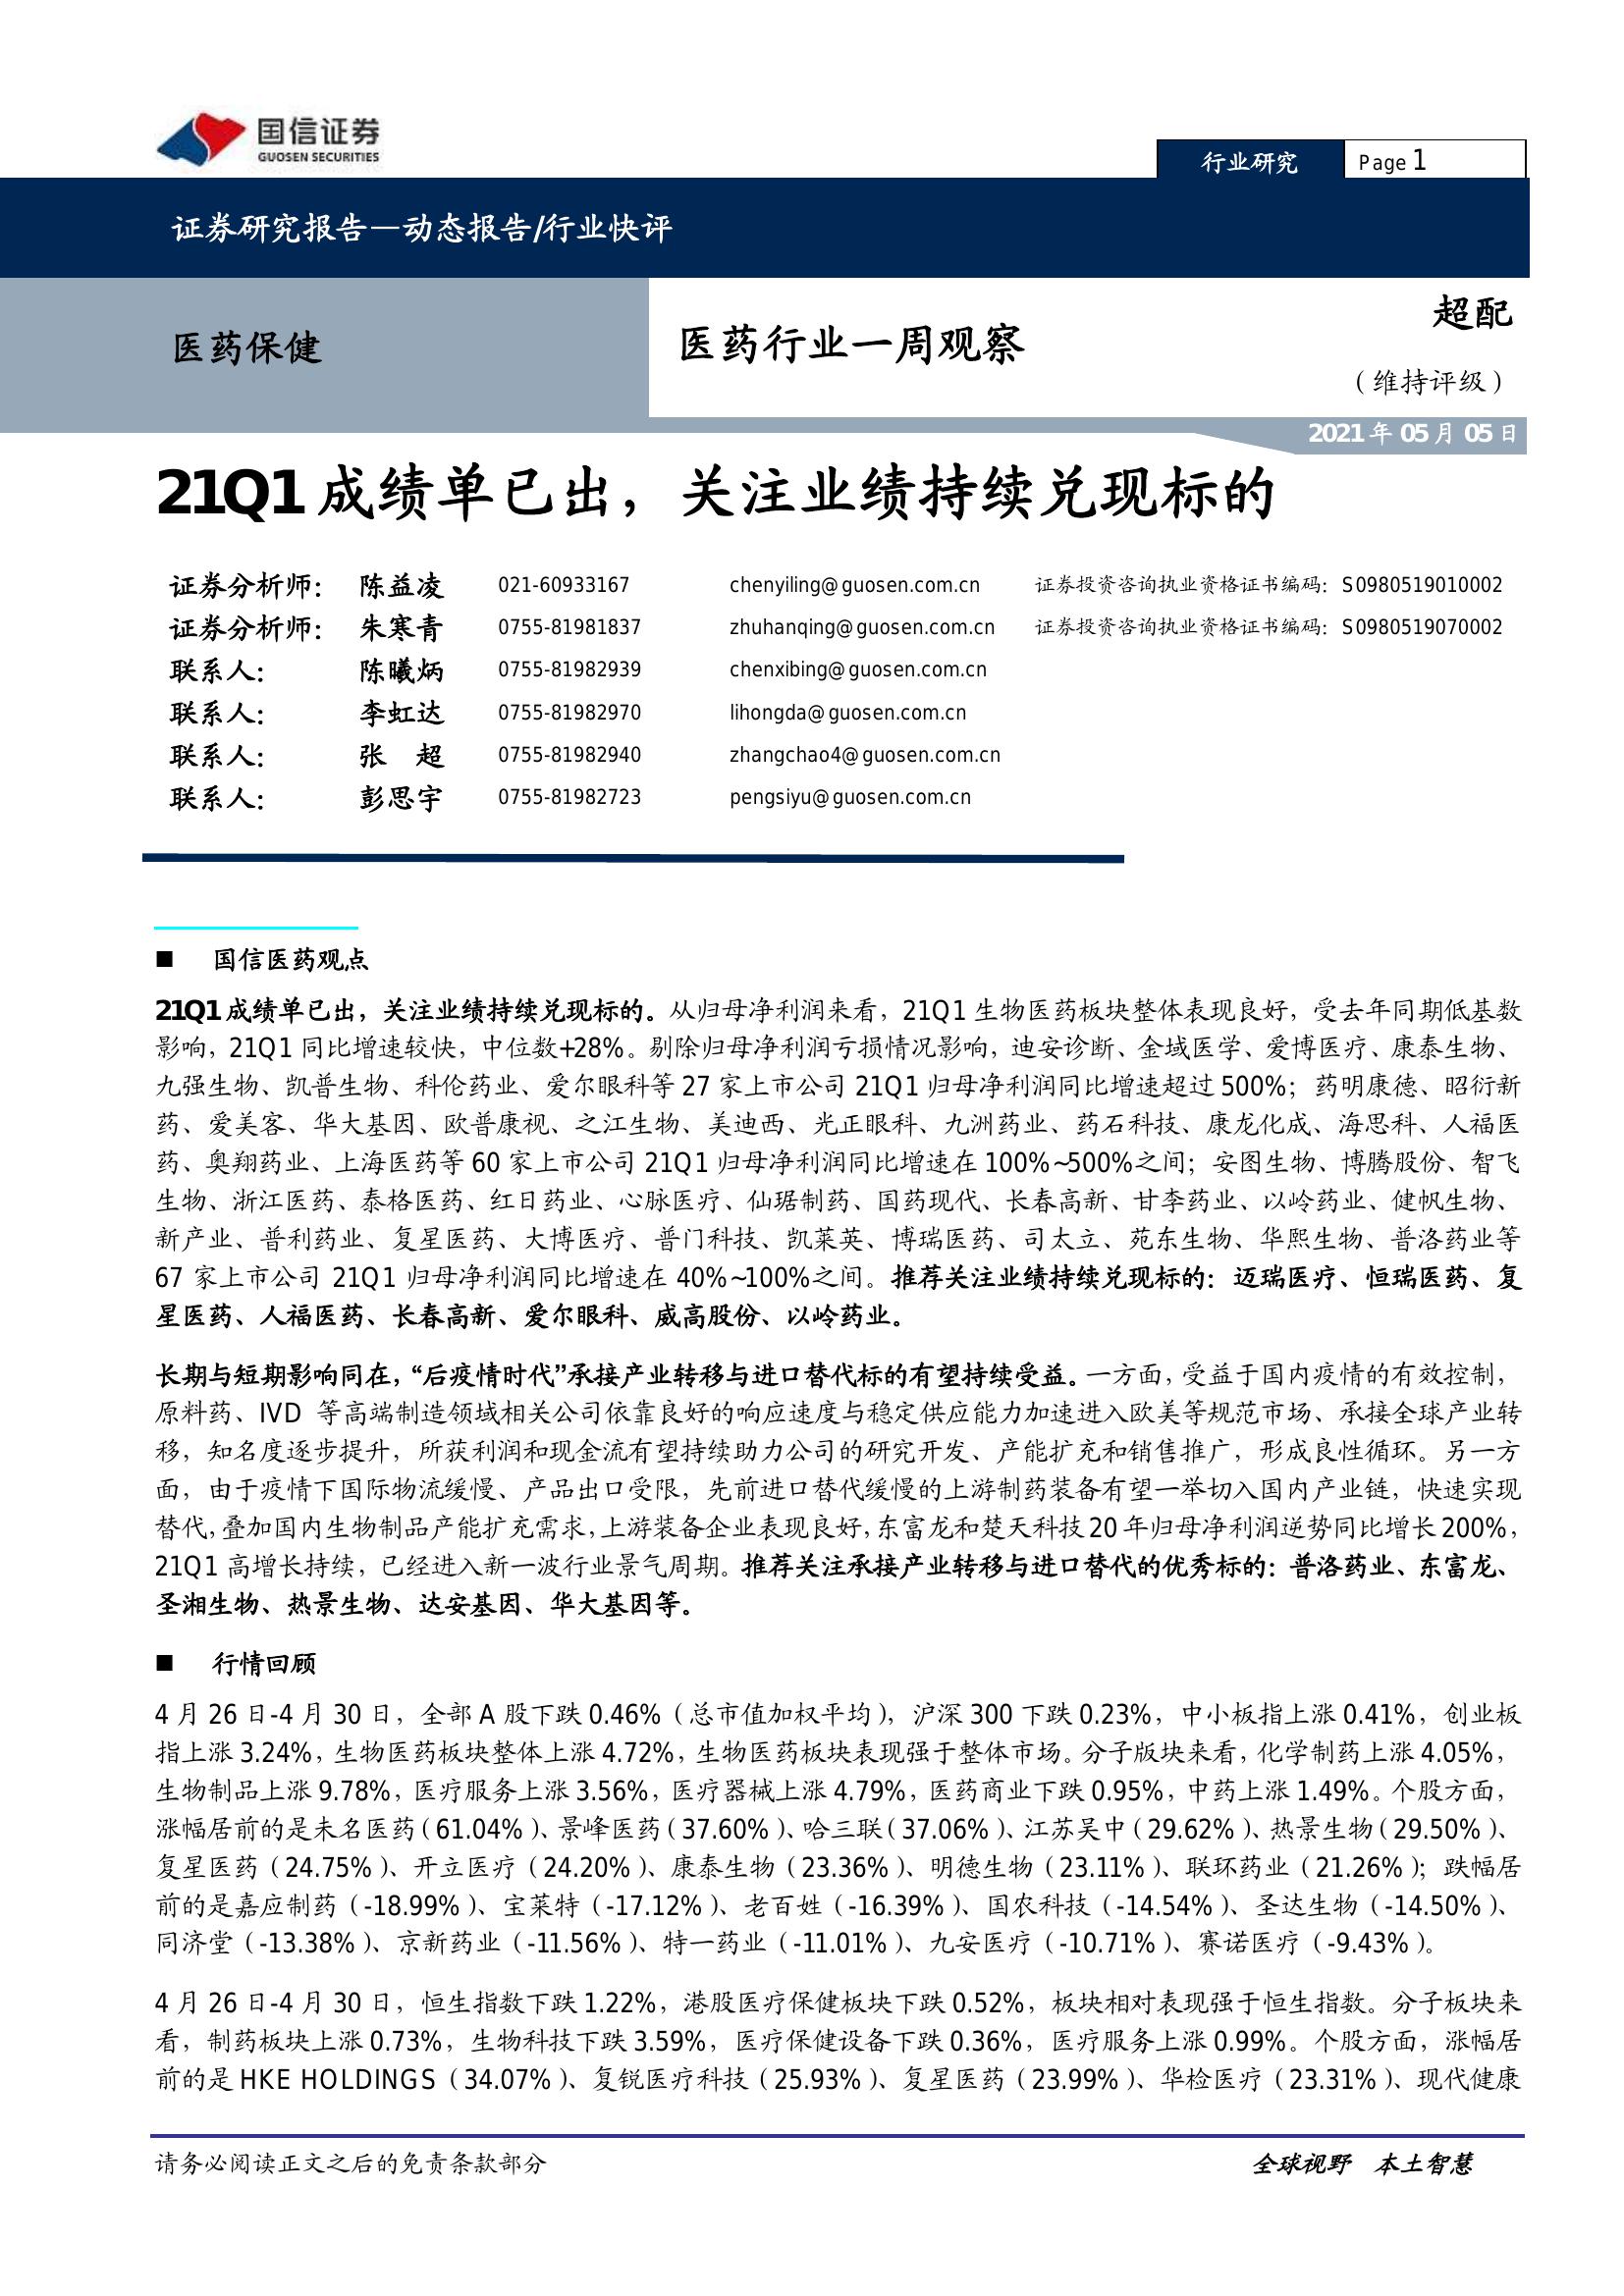 国信证券
GUOSEN SECURITIES
行业研究 Page 1
证券研究报告—动态报告/行业快评
医药保健
医药行业一周观察
超配
（维持评级）
2021 年 05 月 05 日
21Q1 成绩单已出，关注业绩持续兑现标的
证券分析师： 陈益凌 021-60933167 chenyiling@guosen.com.cn 证券投资咨询执业资格证书编码：S0980519010002
证券分析师： 朱寒青 0755-81981837 zhuhanqing@guosen.com.cn 证券投资咨询执业资格证书编码：S0980519070002
联系人： 陈曦炳 0755-81982939 chenxibing@guosen.com.cn
联系人： 李虹达 0755-81982970 lihongda@guosen.com.cn
联系人： 张 超 0755-81982940 zhangchao4@guosen.com.cn
联系人： 彭思宇 0755-81982723 pengsiyu@guosen.com.cn
■ 国信医药观点
21Q1 成绩单已出，关注业绩持续兑现标的。从归母净利润来看，21Q1 生物医药板块整体表现良好，受去年同期低基数
影响，21Q1 同比增速较快，中位数+28%。剔除归母净利润亏损情况影响，迪安诊断、金域医学、爱博医疗、康泰生物、
九强生物、凯普生物、科伦药业、爱尔眼科等 27 家上市公司 21Q1 归母净利润同比增速超过 500%；药明康德、昭衍新
药、爱美客、华大基因、欧普康视、之江生物、美迪西、光正眼科、九洲药业、药石科技、康龙化成、海思科、人福医
药、奥翔药业、上海医药等 60 家上市公司 21Q1 归母净利润同比增速在 100%~500%之间；安图生物、博腾股份、智飞
生物、浙江医药、泰格医药、红日药业、心脉医疗、仙琚制药、国药现代、长春高新、甘李药业、以岭药业、健帆生物、
新产业、普利药业、复星医药、大博医疗、普门科技、凯莱英、博瑞医药、司太立、苑东生物、华熙生物、普洛药业等
67 家上市公司 21Q1 归母净利润同比增速在 40%~100%之间。推荐关注业绩持续兑现标的：迈瑞医疗、恒瑞医药、复
星医药、人福医药、长春高新、爱尔眼科、威高股份、以岭药业。
长期与短期影响同在，“后疫情时代”承接产业转移与进口替代标的有望持续受益。一方面，受益于国内疫情的有效控制，
原料药、IVD 等高端制造领域相关公司依靠良好的响应速度与稳定供应能力加速进入欧美等规范市场、承接全球产业转
移，知名度逐步提升，所获利润和现金流有望持续助力公司的研究开发、产能扩充和销售推广，形成良性循环。另一方
面，由于疫情下国际物流缓慢、产品出口受限，先前进口替代缓慢的上游制药装备有望一举切入国内产业链，快速实现
替代，叠加国内生物制品产能扩充需求，上游装备企业表现良好，东富龙和楚天科技 20 年归母净利润逆势同比增长 200%，
21Q1 高增长持续，已经进入新一波行业景气周期。推荐关注承接产业转移与进口替代的优秀标的：普洛药业、东富龙、
圣湘生物、热景生物、达安基因、华大基因等。
■ 行情回顾
4 月 26 日-4 月 30 日，全部 A 股下跌 0.46%（总市值加权平均），沪深 300 下跌 0.23%，中小板指上涨 0.41%，创业板
指上涨 3.24%，生物医药板块整体上涨 4.72%，生物医药板块表现强于整体市场。分子版块来看，化学制药上涨 4.05%，
生物制品上涨 9.78%，医疗服务上涨 3.56%，医疗器械上涨 4.79%，医药商业下跌 0.95%，中药上涨 1.49%。个股方面，
涨幅居前的是未名医药（61.04%）、景峰医药（37.60%）、哈三联（37.06%）、江苏吴中（29.62%）、热景生物（29.50%）、
复星医药（24.75%）、开立医疗（24.20%）、康泰生物（23.36%）、明德生物（23.11%）、联环药业（21.26%）；跌幅居
前的是嘉应制药（-18.99%）、宝莱特（-17.12%）、老百姓（-16.39%）、国农科技（-14.54%）、圣达生物（-14.50%）、
同济堂（-13.38%）、京新药业（-11.56%）、特一药业（-11.01%）、九安医疗（-10.71%）、赛诺医疗（-9.43%）。
4 月 26 日-4 月 30 日，恒生指数下跌 1.22%，港股医疗保健板块下跌 0.52%，板块相对表现强于恒生指数。分子板块来
看，制药板块上涨 0.73%，生物科技下跌 3.59%，医疗保健设备下跌 0.36%，医疗服务上涨 0.99%。个股方面，涨幅居
前的是 HKE HOLDINGS（34.07%）、复锐医疗科技（25.93%）、复星医药（23.99%）、华检医疗（23.31%）、现代健康
请务必阅读正文之后的免责条款部分
全球视野 本土智慧